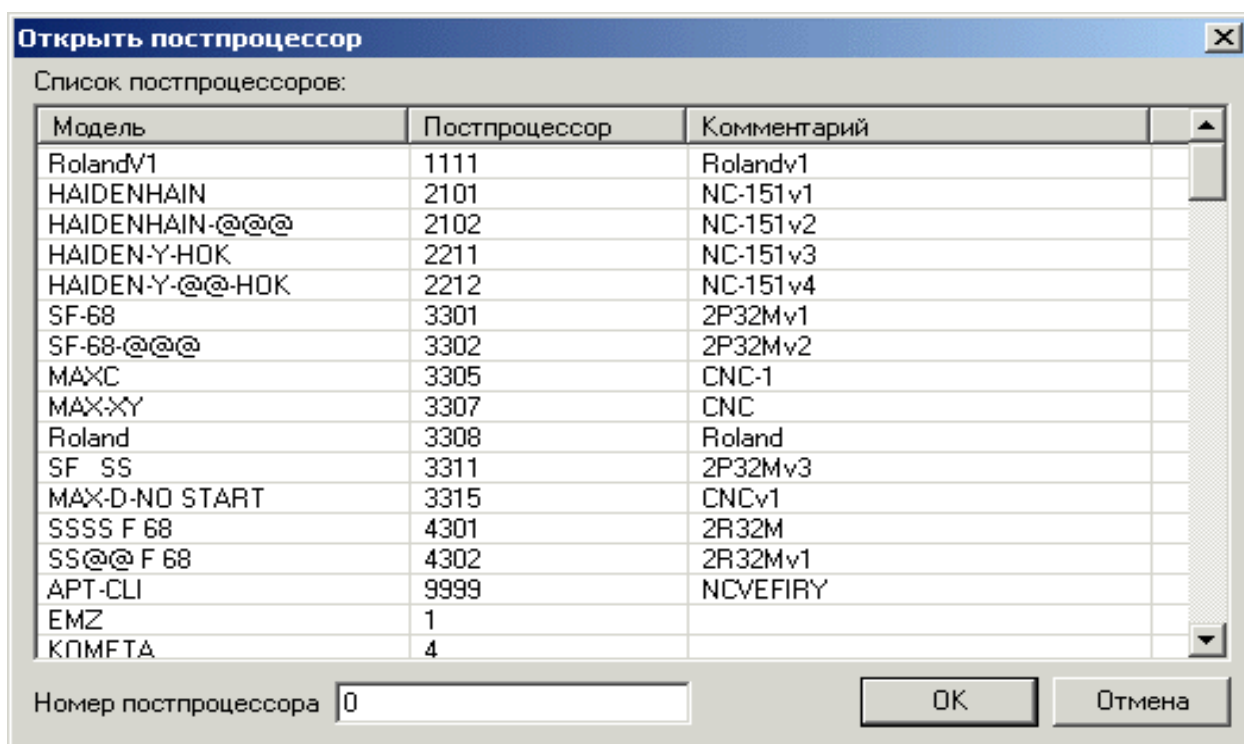 Открыть постпроцессор
Список постпроцессоров:
Модель Постпроцессор Комментарий
RolandV1 1111 Rolandv1
HAIDENHAIN 2101 NC-151v1
HAIDENHAIN-@@@ 2102 NC-151v2
HAIDEN-Y-HOK 2211 NC-151v3
HAIDEN-Y-@@-HOK 2212 NC-151v4
SF-68 3301 2P32Mv1
SF-68-@@@ 3302 2P32Mv2
MAXC 3305 CNC-1
MAX-XY 3307 CNC
Roland 3308 Roland
SF SS 3311 2P32Mv3
MAX-D-NO START 3315 CNCv1
SSSS F 68 4301 2R32M
SS@@ F 68 4302 2R32Mv1
APT-CLI 9999 NCVEFIRY
EMZ 1
KOMETA 4
Номер постпроцессора 0 OK Отмена